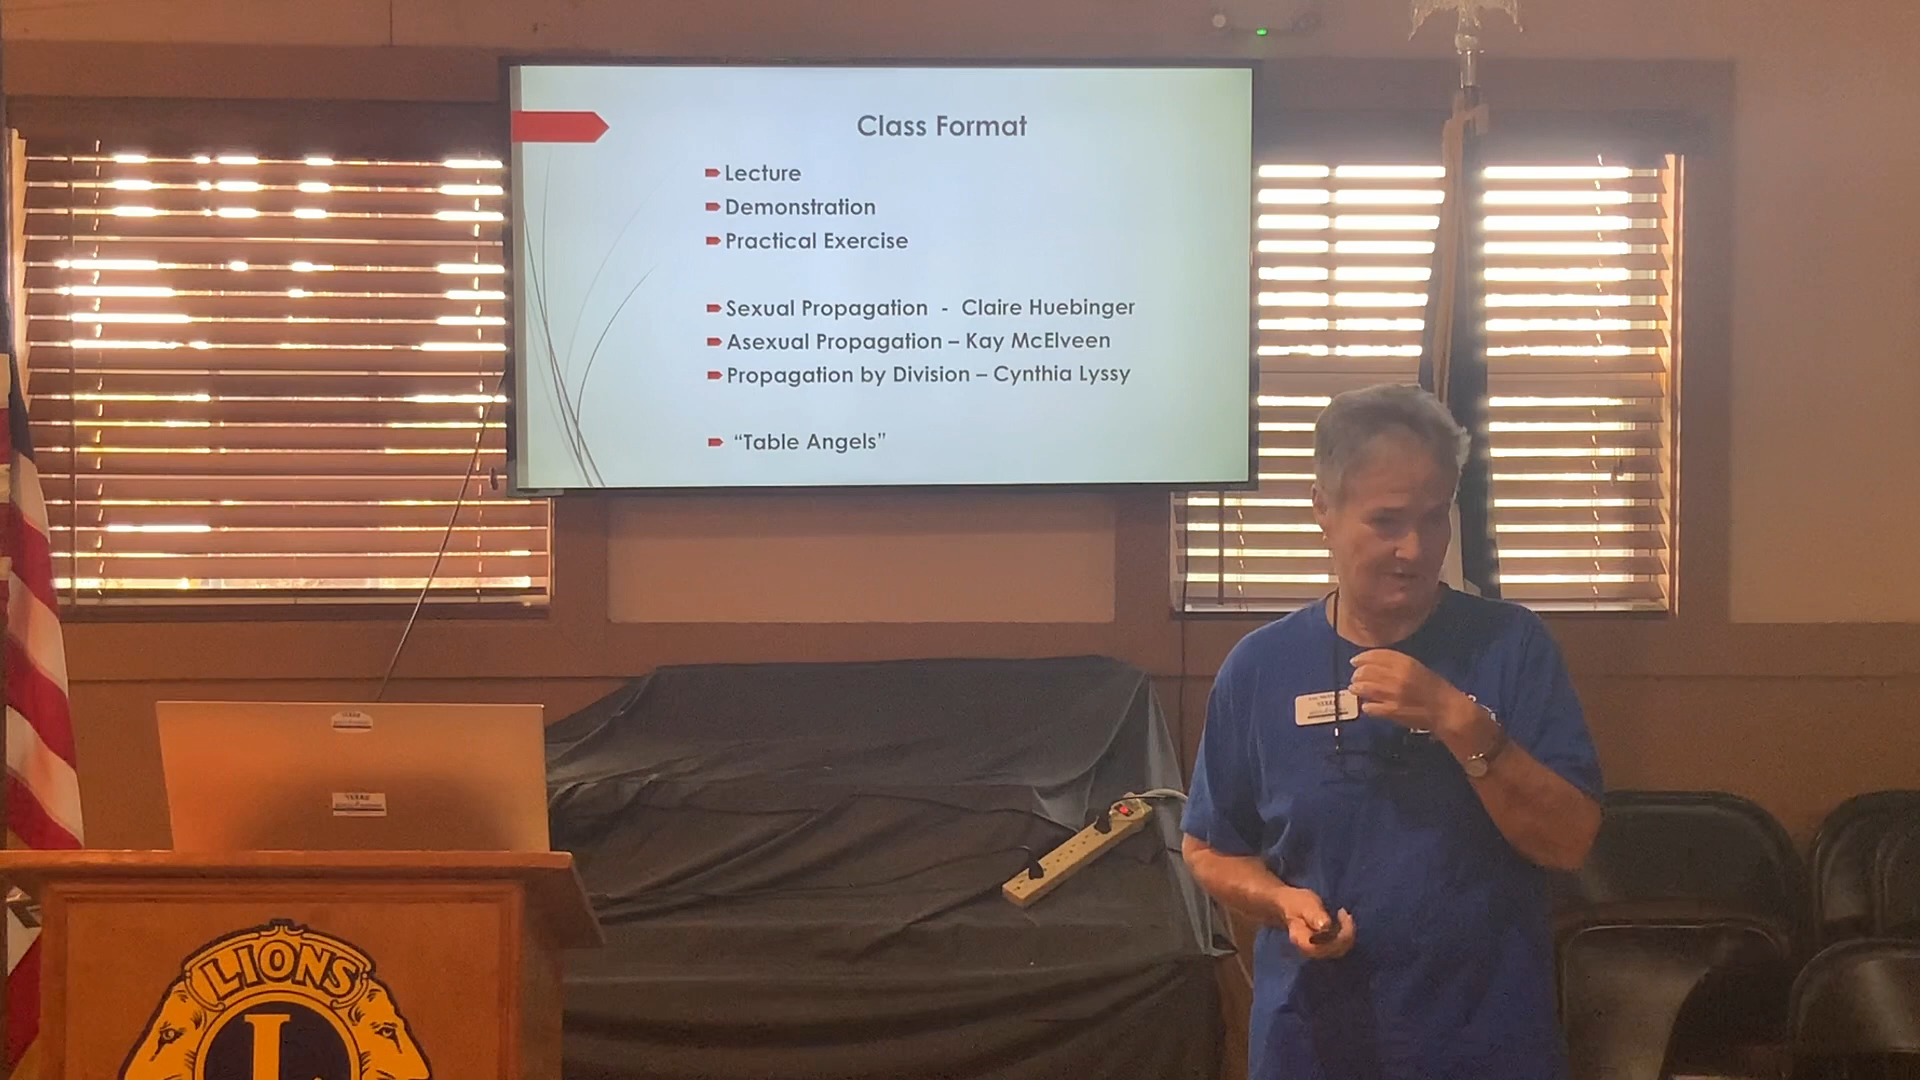 Class Format
Lecture
Demonstration
Practical Exercise
Sexual Propagation - Claire Huebinger
Asexual Propagation – Kay McElveen
Propagation by Division – Cynthia Lyssy
“Table Angels”
LIONS
L